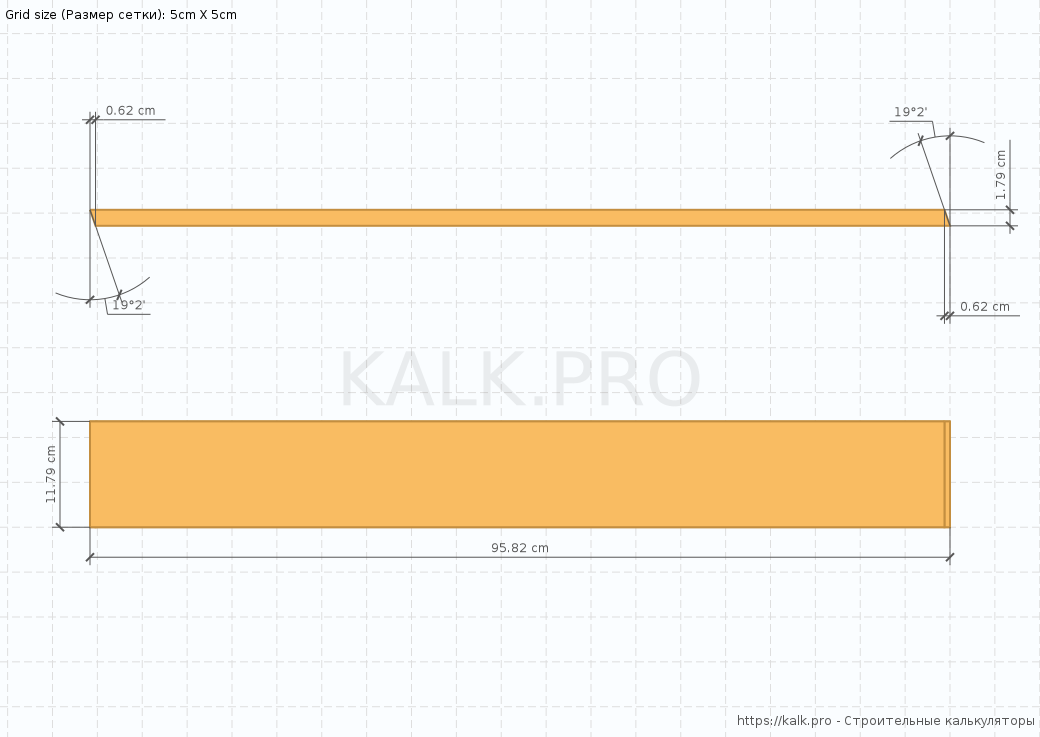 Grid size (Размер сетки): 5cm X 5cm
0.62 cm
19°2'
1.79 cm
19°2'
0.62 cm
KALK.PRO
11.79 cm
95.82 cm
https://kalk.pro - Строительные калькуляторы